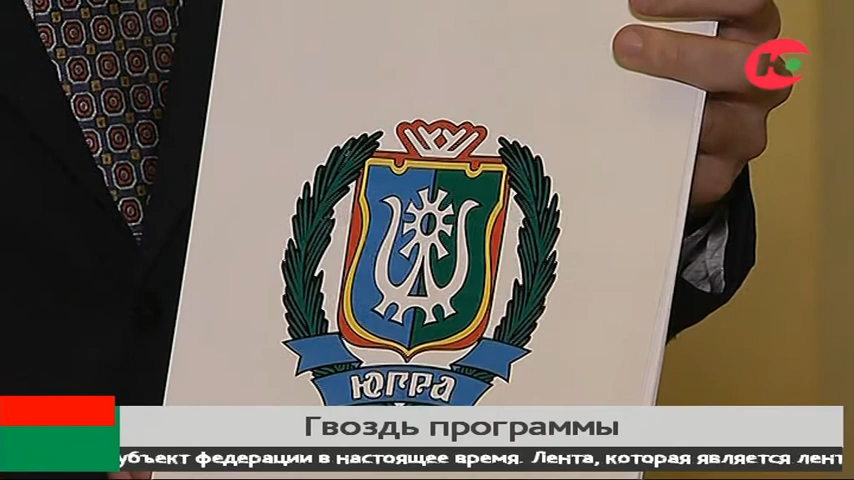 Ю
ЮГРА
Гвоздь программы
убъект федерации в настоящее время. Лента, которая является лент